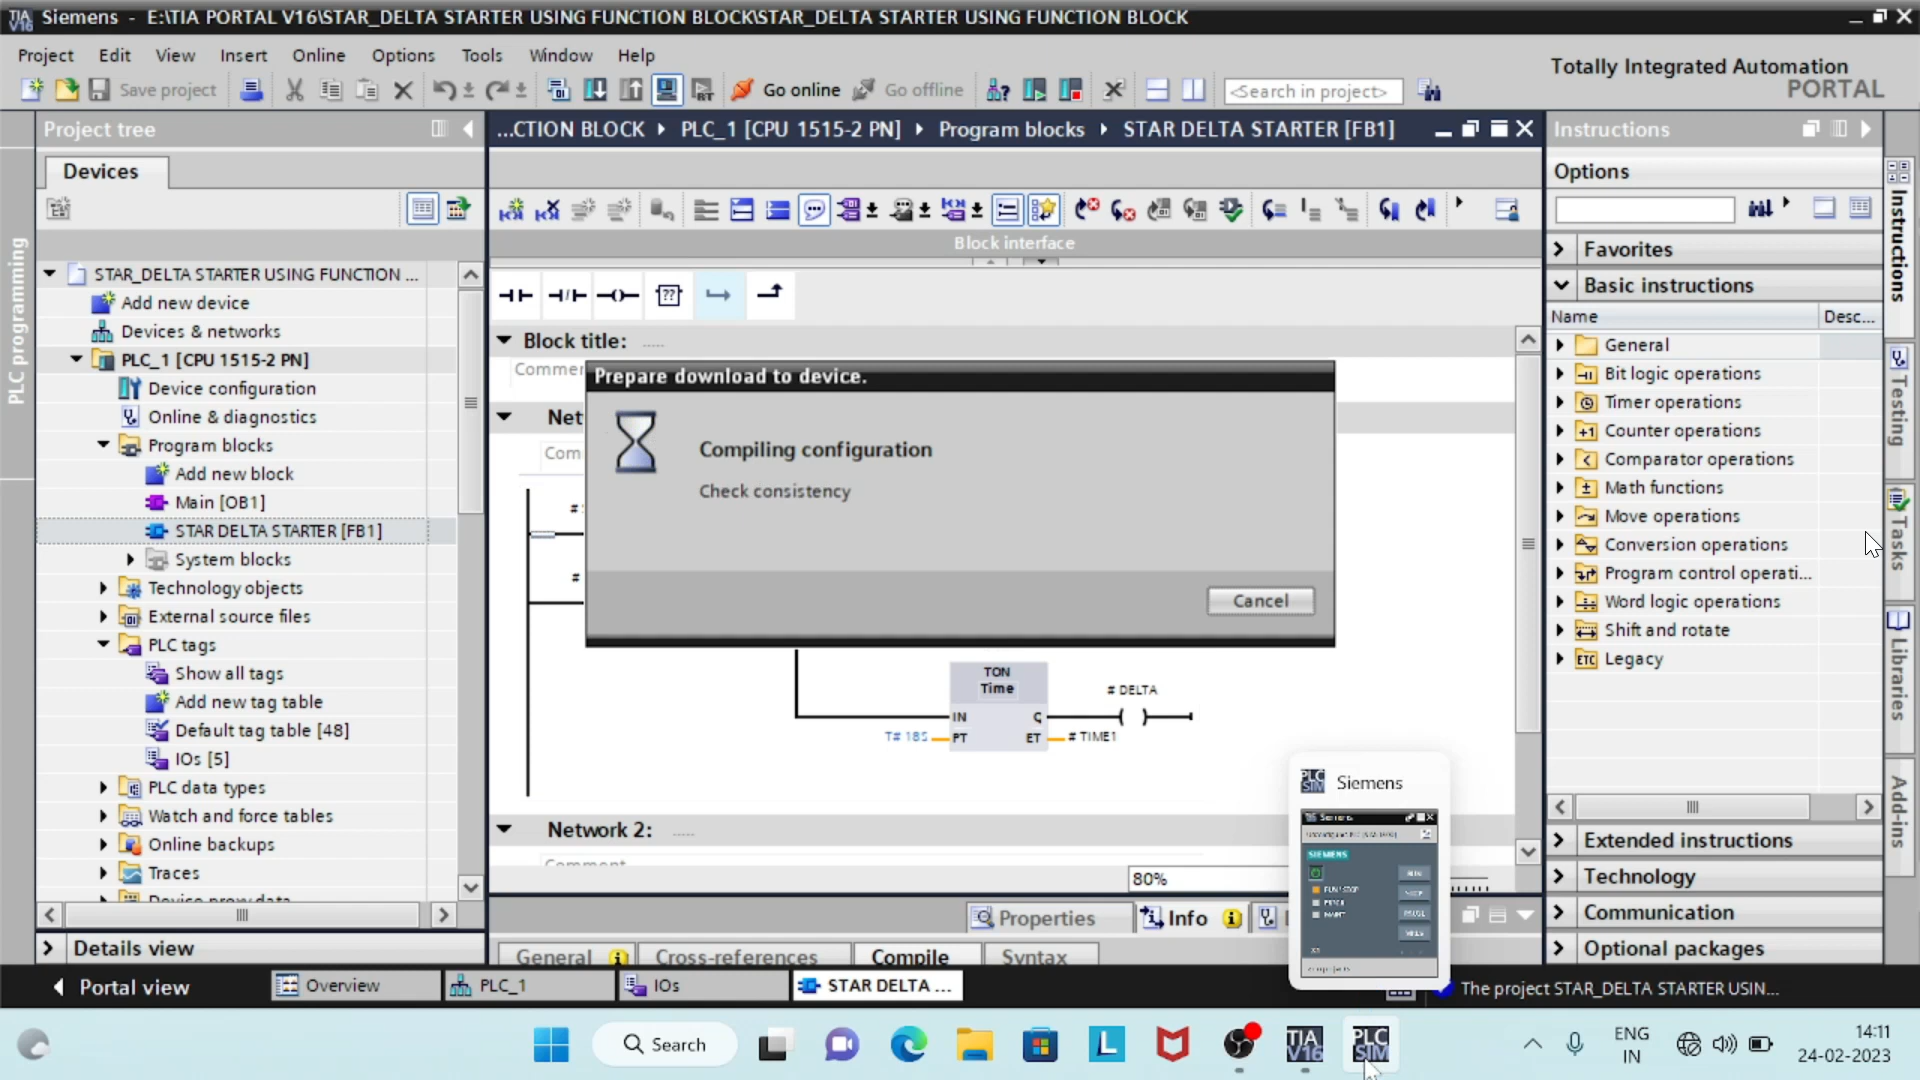 Siemens - E:\TIA PORTAL V16\STAR_DELTA STARTER USING FUNCTION BLOCK\STAR_DELTA STARTER USING FUNCTION BLOCK
Project Edit View Insert Online Options Tools Window Help
Totally Integrated Automation
PORTAL
Save project
Go online
Go offline
<Search in project>
Project tree
...CTION BLOCK PLC_1 [CPU 1515-2 PN] Program blocks STAR DELTA STARTER [FB1]
Instructions
Devices
Options
Block interface
PLC programming
STAR_DELTA STARTER USING FUNCTION ...
Add new device
Devices & networks
PLC_1 [CPU 1515-2 PN]
Device configuration
Online & diagnostics
Program blocks
Add new block
Main [OB1]
STAR DELTA STARTER [FB1]
System blocks
Technology objects
External source files
PLC tags
Show all tags
Add new tag table
Default tag table [48]
IOs [5]
PLC data types
Watch and force tables
Online backups
Traces
Details view
Block title: .....
Commen
Net
Com
Prepare download to device.
Compiling configuration
Check consistency
Cancel
TON
Time
IN Q
PT ET
T# 18S
# DELTA
# TIME1
Network 2: .....
Comment
80%
Siemens
SIEMENS
Properties
Info
General
Cross-references
Compile
Syntax
Favorites
Basic instructions
Name Desc...
General
Bit logic operations
Timer operations
Counter operations
Comparator operations
Math functions
Move operations
Conversion operations
Program control operati...
Word logic operations
Shift and rotate
Legacy
Extended instructions
Technology
Communication
Optional packages
Instructions
Testing
Tasks
Libraries
Add-ins
Portal view
Overview
PLC_1
IOs
STAR DELTA ...
The project STAR_DELTA STARTER USIN...
Search
TIA
V16
PLC
SIM
ENG
IN
14:11
24-02-2023